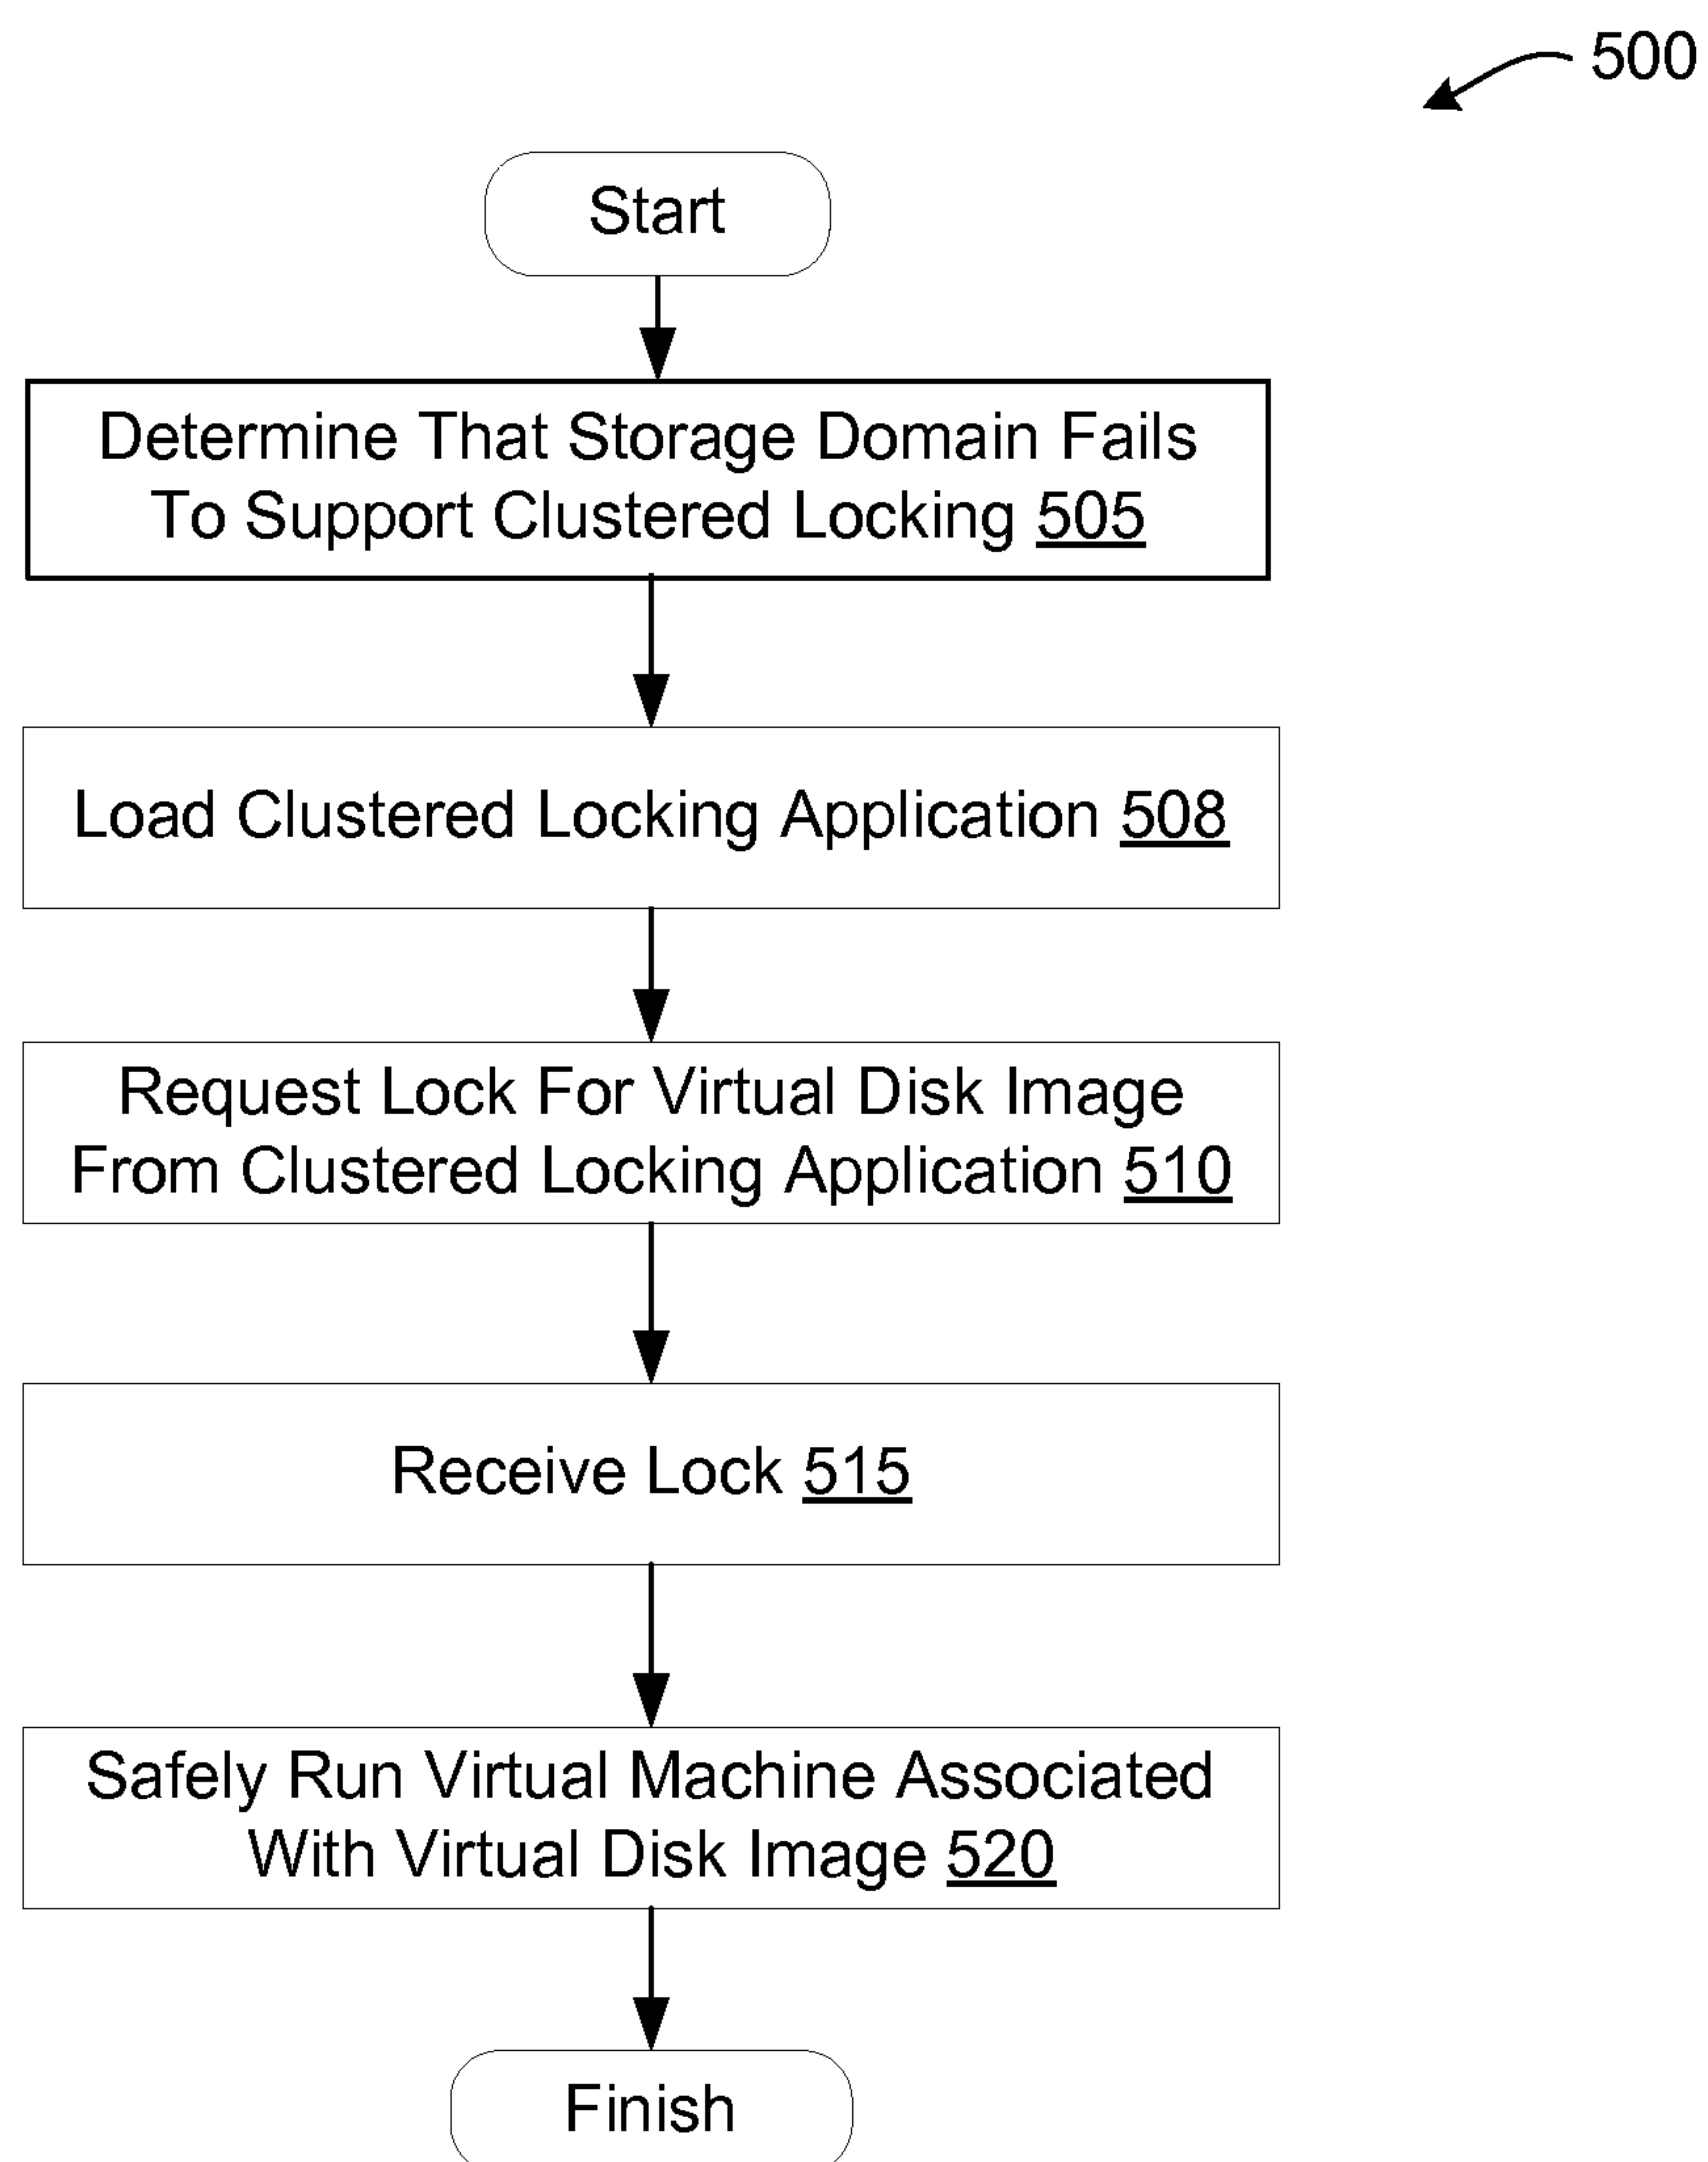 500
Start
Determine That Storage Domain Fails
To Support Clustered Locking 505
Load Clustered Locking Application 508
Request Lock For Virtual Disk Image
From Clustered Locking Application 510
Receive Lock 515
Safely Run Virtual Machine Associated
With Virtual Disk Image 520
Finish